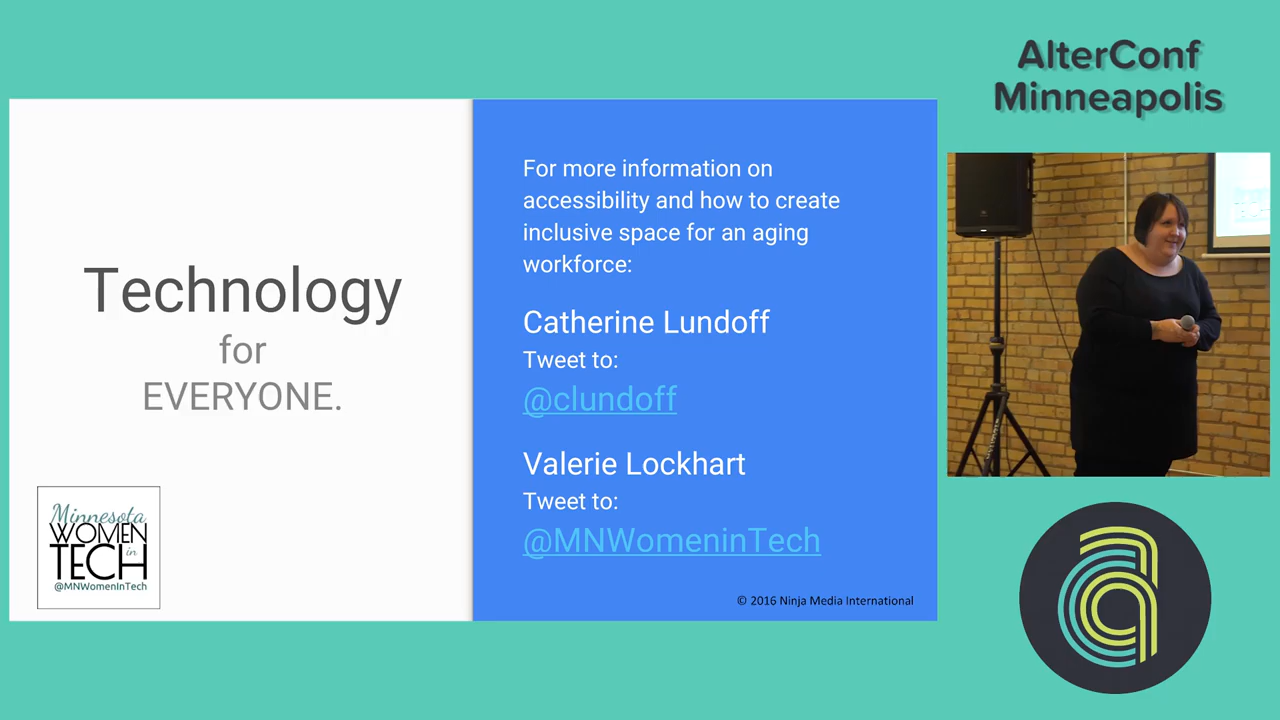 AlterConf
Minneapolis
Technology
for
EVERYONE.
Minnesota
WOMEN
in
TECH
@MNWomenInTech
For more information on
accessibility and how to create
inclusive space for an aging
workforce:
Catherine Lundoff
Tweet to:
@clundoff
Valerie Lockhart
Tweet to:
@MNWomeninTech
© 2016 Ninja Media International